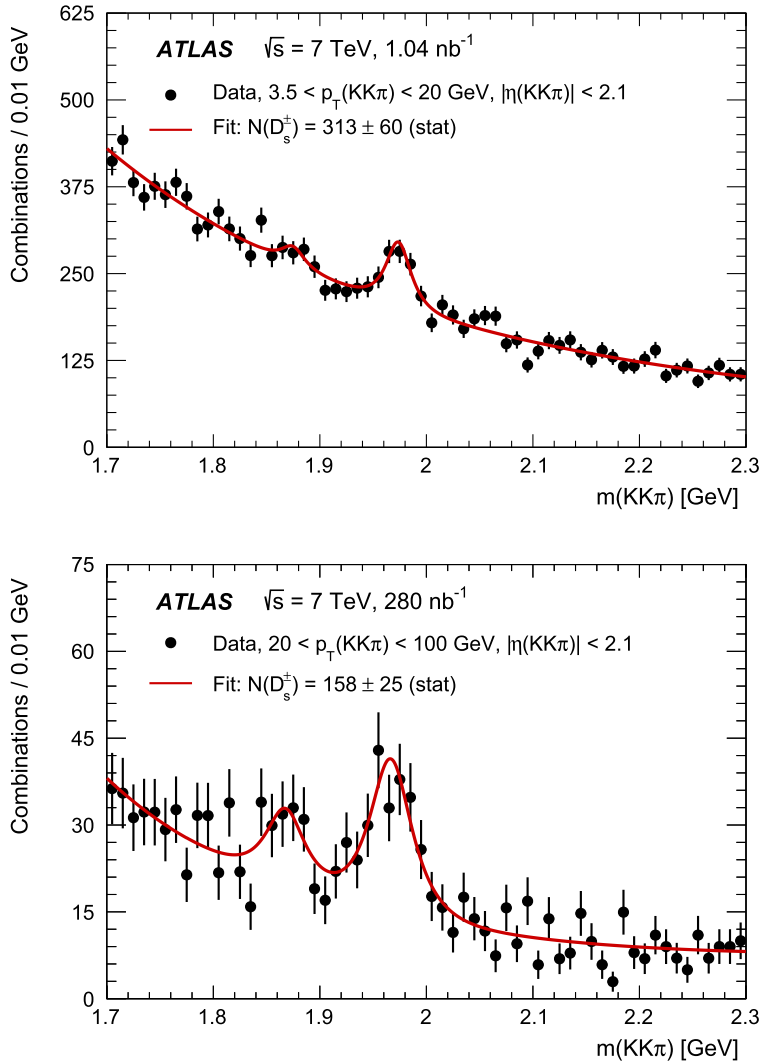 625
500
375
250
125
0
Combinations / 0.01 GeV
ATLAS √s = 7 TeV, 1.04 nb⁻¹
Data, 3.5 < p_T(KKπ) < 20 GeV, |η(KKπ)| < 2.1
Fit: N(D_s^±) = 313 ± 60 (stat)
1.7 1.8 1.9 2 2.1 2.2 2.3
m(KKπ) [GeV]
75
60
45
30
15
0
Combinations / 0.01 GeV
ATLAS √s = 7 TeV, 280 nb⁻¹
Data, 20 < p_T(KKπ) < 100 GeV, |η(KKπ)| < 2.1
Fit: N(D_s^±) = 158 ± 25 (stat)
1.7 1.8 1.9 2 2.1 2.2 2.3
m(KKπ) [GeV]